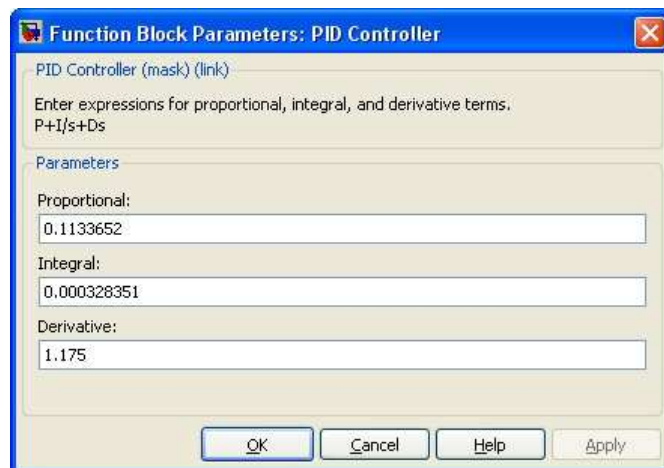 Function Block Parameters: PID Controller
PID Controller (mask) (link)
Enter expressions for proportional, integral, and derivative terms.
P+I/s+Ds
Parameters
Proportional:
0.1133652
Integral:
0.000328351
Derivative:
1.175
OK Cancel Help Apply